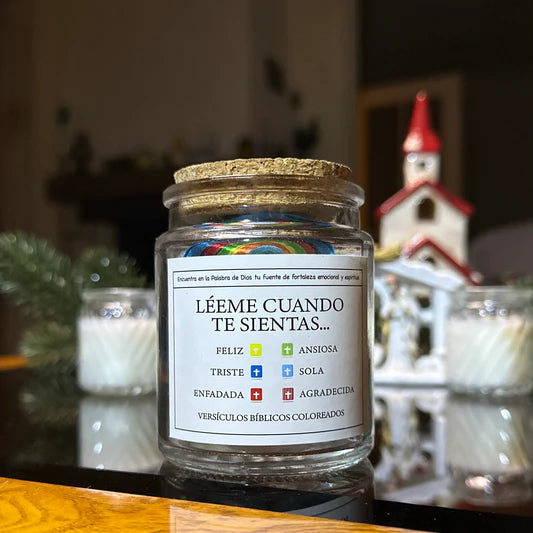 Encuentra en la Palabra de Dios tu fuente de fortaleza emocional y espiritual
LÉEME CUANDO
TE SIENTAS...
FELIZ ANSIOSA
TRISTE SOLA
ENFADADA AGRADECIDA
VERSÍCULOS BÍBLICOS COLOREADOS